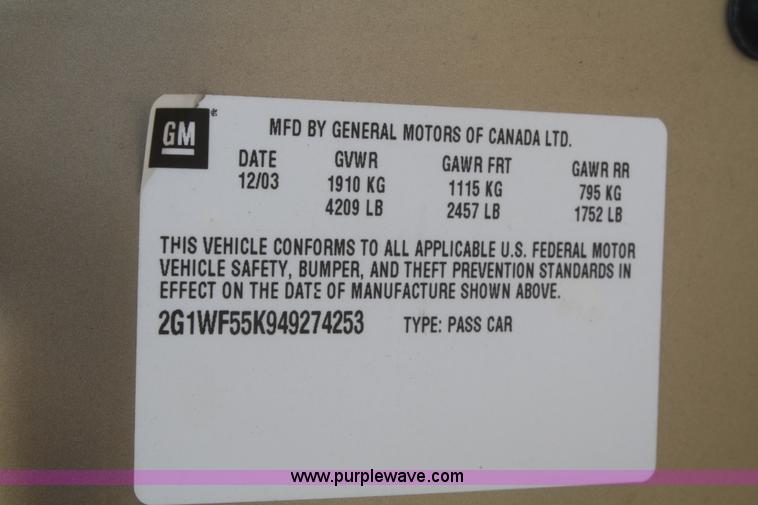 GM
MFD BY GENERAL MOTORS OF CANADA LTD.
DATE GVWR GAWR FRT GAWR RR
12/03 1910 KG 1115 KG 795 KG
4209 LB 2457 LB 1752 LB
THIS VEHICLE CONFORMS TO ALL APPLICABLE U.S. FEDERAL MOTOR
VEHICLE SAFETY, BUMPER, AND THEFT PREVENTION STANDARDS IN
EFFECT ON THE DATE OF MANUFACTURE SHOWN ABOVE.
2G1WF55K949274253 TYPE: PASS CAR
www.purplewave.com